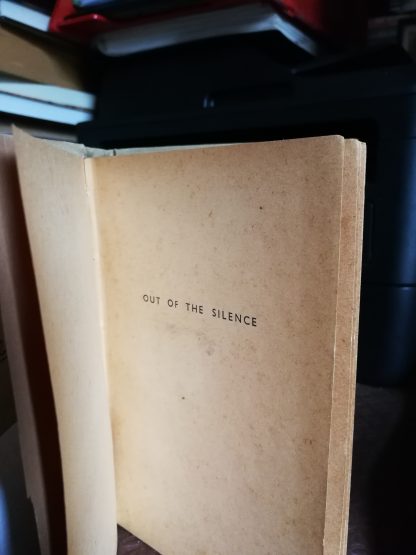 OUT OF THE SILENCE